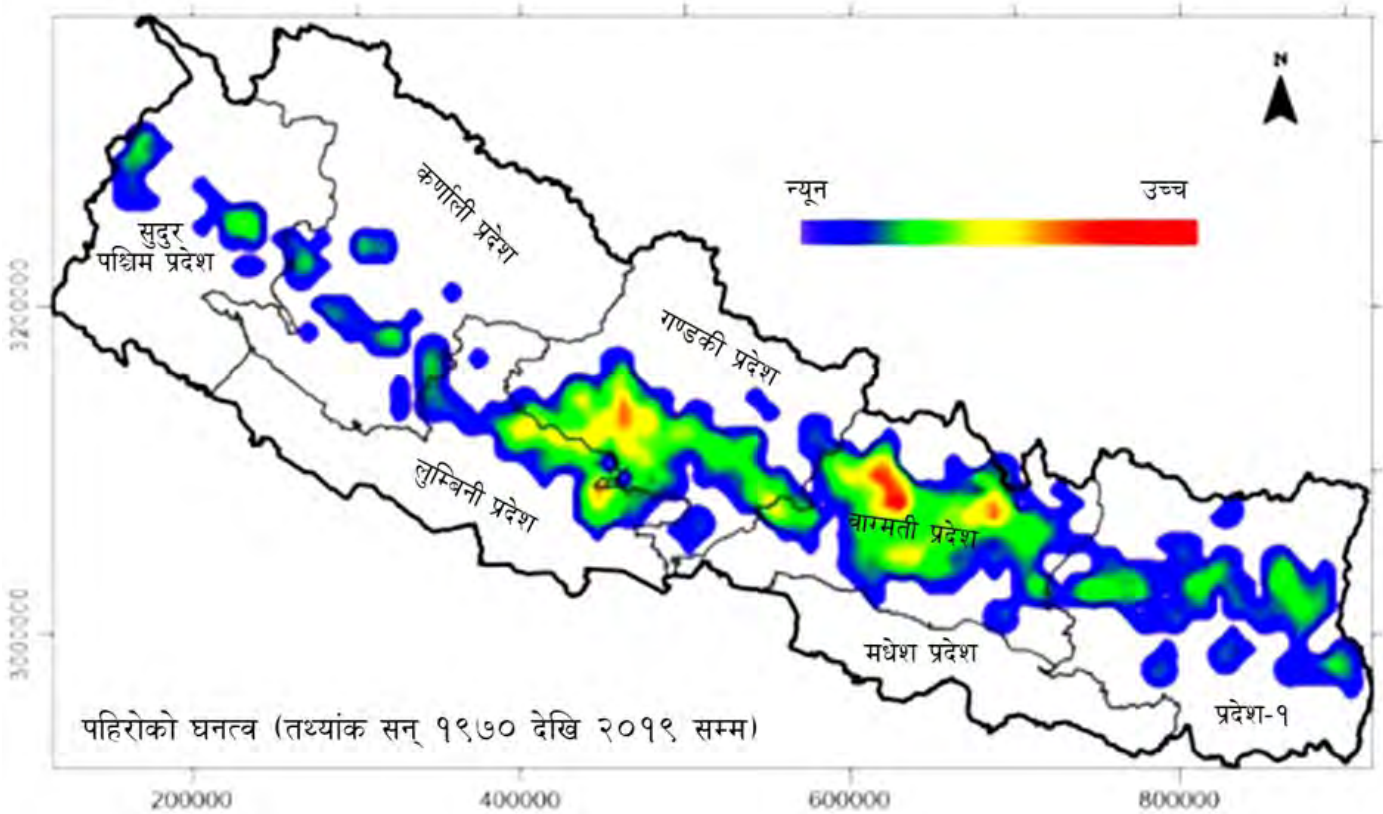 N
न्यून उच्च
कर्णाली प्रदेश
सुदुर
पश्चिम प्रदेश
गण्डकी प्रदेश
लुम्बिनी प्रदेश
बाग्मती प्रदेश
मधेश प्रदेश
प्रदेश-१
पहिरोको घनत्व (तथ्यांक सन् १९७० देखि २०१९ सम्म)
3200000
3000000
200000 400000 600000 800000